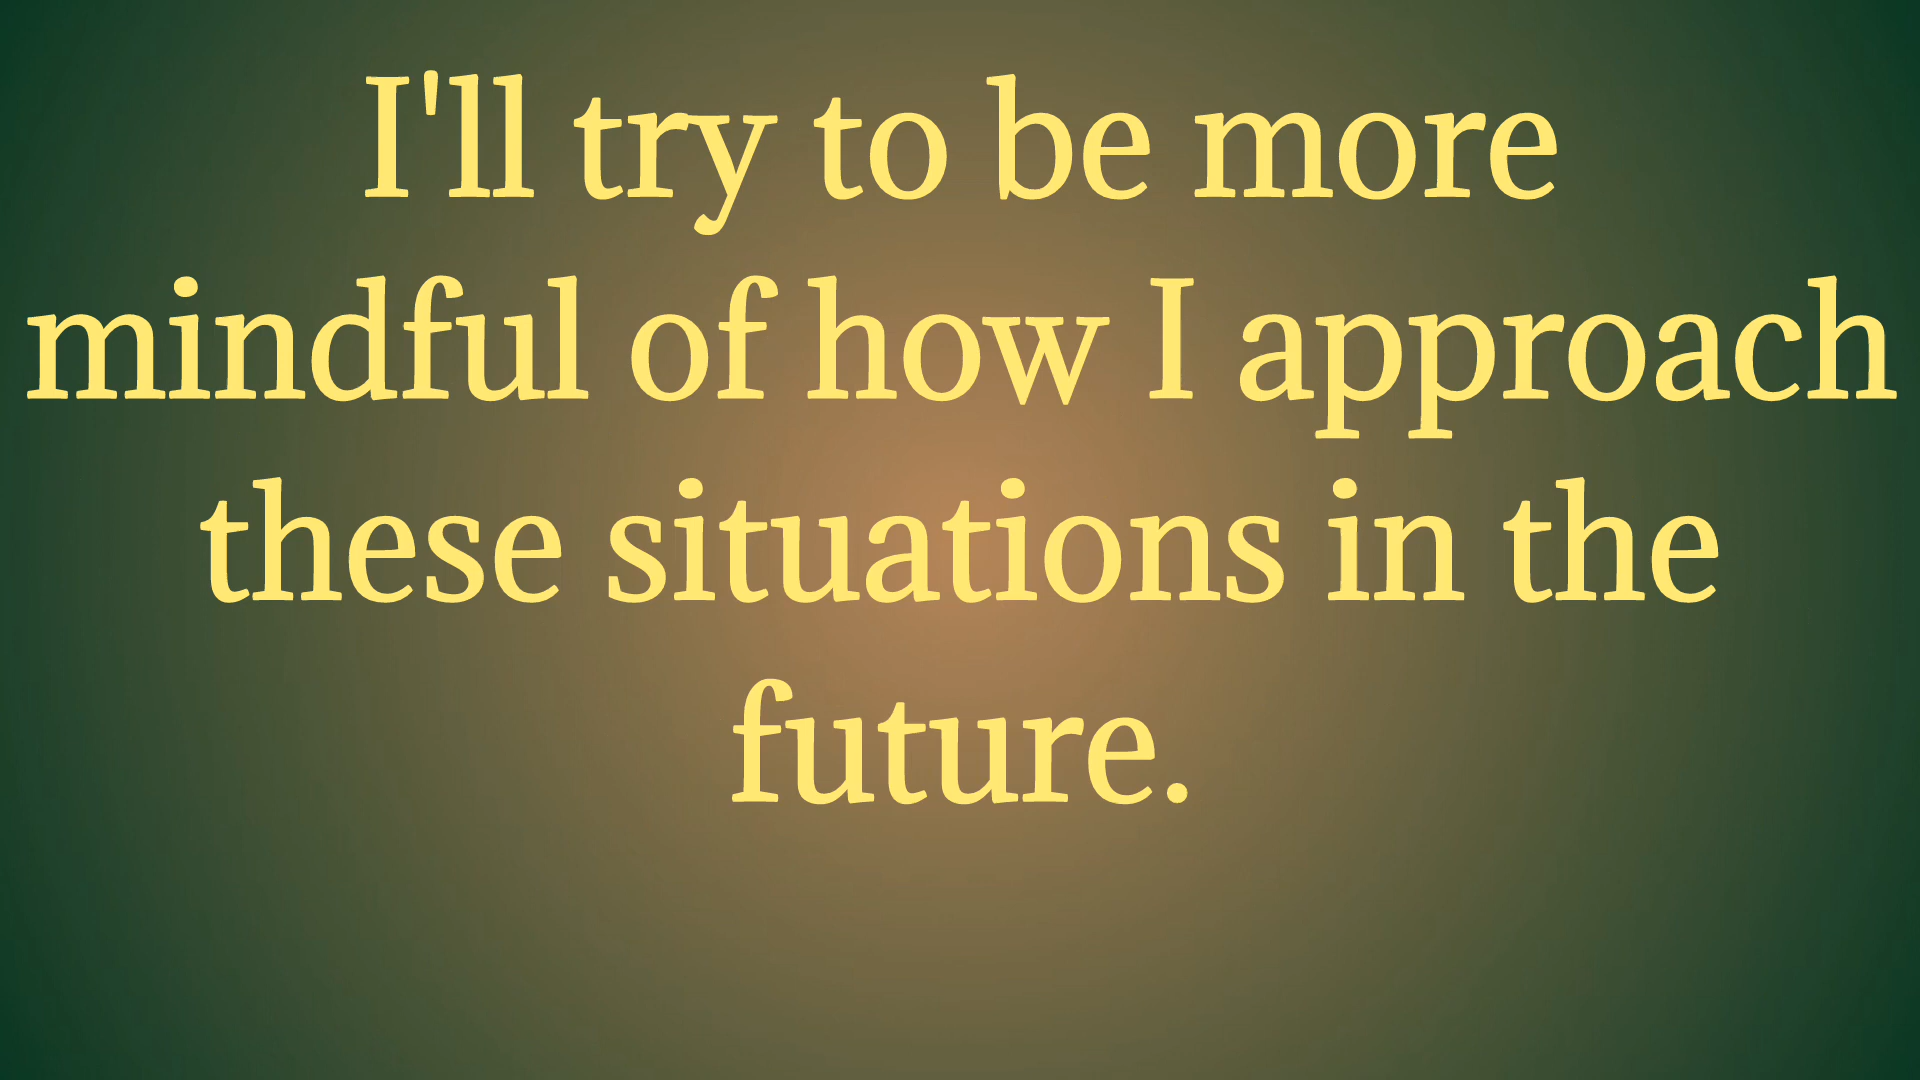 I'll try to be more
mindful of how I approach
these situations in the
future.